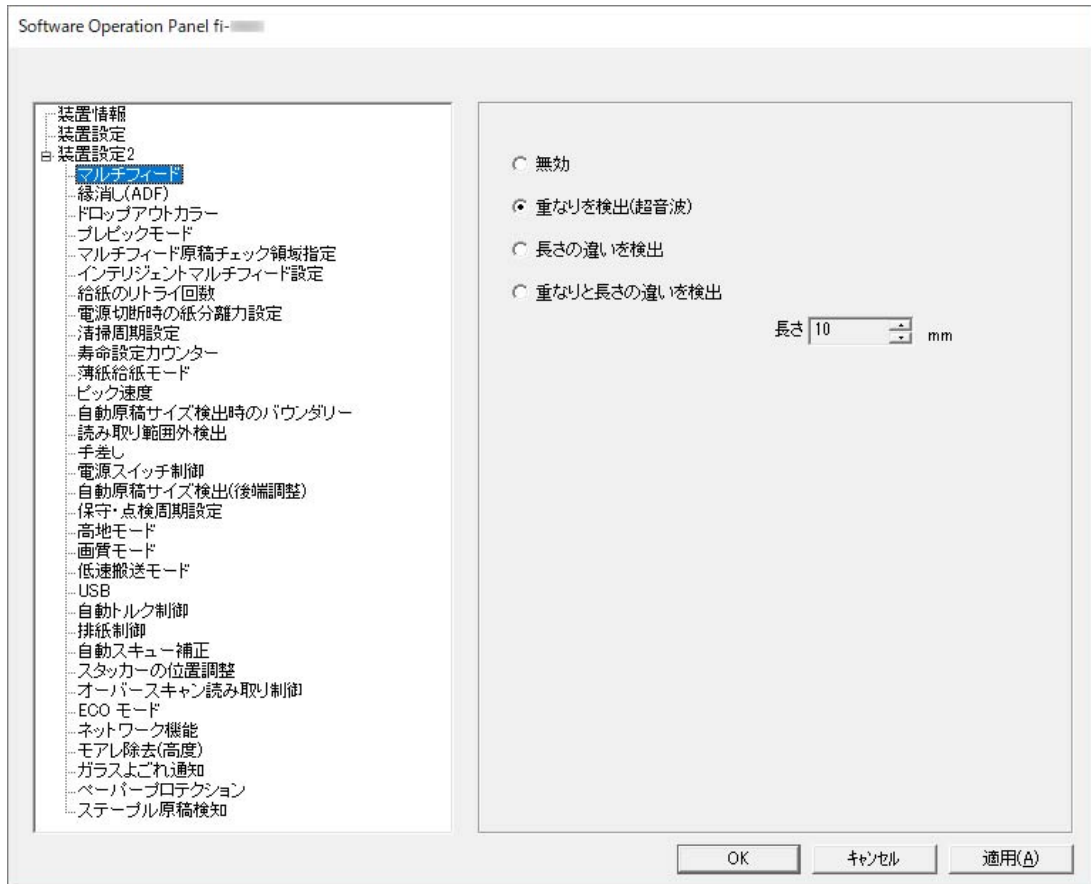 Software Operation Panel fi-
装置情報
装置設定
装置設定2
マルチフィード
縁消し(ADF)
ドロップアウトカラー
プレピックモード
マルチフィード原稿チェック領域指定
インテリジェントマルチフィード設定
給紙のリトライ回数
電源切断時の紙分離力設定
清掃周期設定
寿命設定カウンター
薄紙給紙モード
ピック速度
自動原稿サイズ検出時のバウンダリー
読み取り範囲外検出
手差し
電源スイッチ制御
自動原稿サイズ検出(後端調整)
保守・点検周期設定
高地モード
画質モード
低速搬送モード
USB
自動トルク制御
排紙制御
自動スキュー補正
スタッカーの位置調整
オーバースキャン読み取り制御
ECO モード
ネットワーク機能
モアレ除去(高度)
ガラスよごれ通知
ペーパープロテクション
ステープル原稿検知
無効
重なりを検出(超音波)
長さの違いを検出
重なりと長さの違いを検出
長さ 10 mm
OK キャンセル 適用(A)